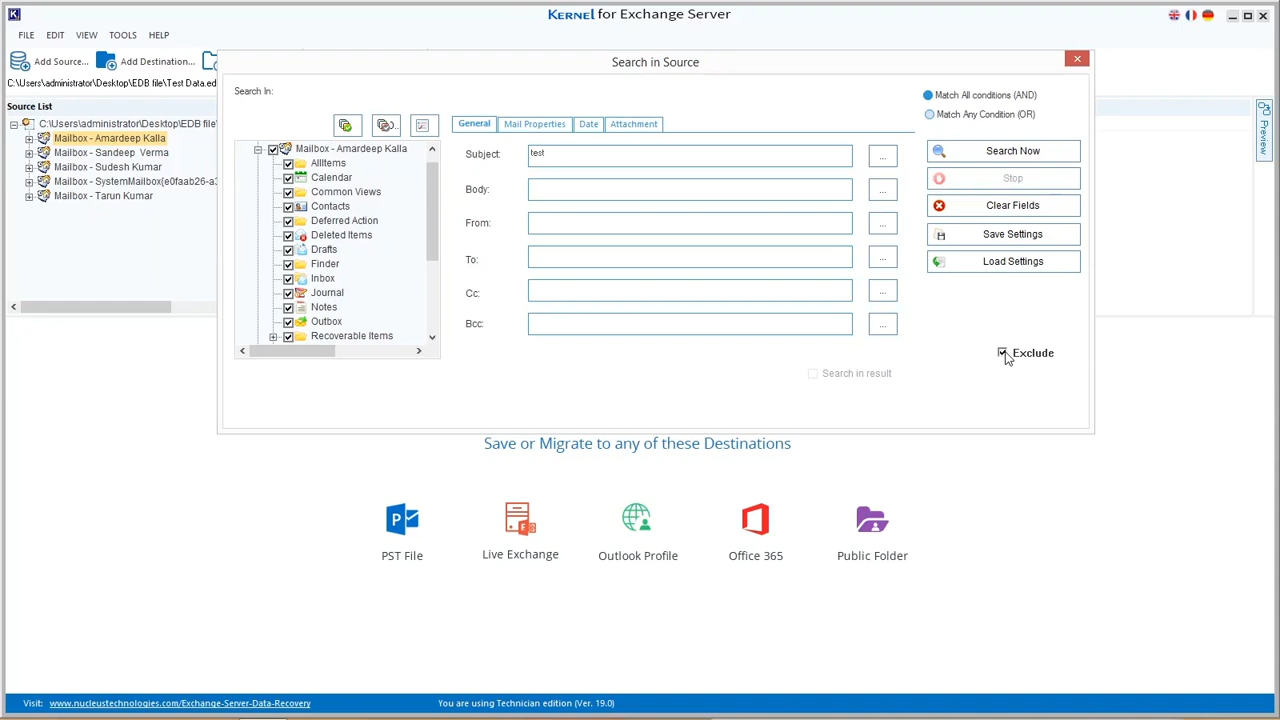 KERNEL for Exchange Server
FILE EDIT VIEW TOOLS HELP
Add Source... Add Destination...
C:\Users\administrator\Desktop\EDB file\Test Data.ed
Source List
C:\Users\administrator\Desktop\EDB file\
Mailbox - Amardeep Kalla
Mailbox - Sandeep Verma
Mailbox - Sudesh Kumar
Mailbox - SystemMailbox{e0faab26-a3
Mailbox - Tarun Kumar
Search in Source
Search In:
Mailbox - Amardeep Kalla
AllItems
Calendar
Common Views
Contacts
Deferred Action
Deleted Items
Drafts
Finder
Inbox
Journal
Notes
Outbox
Recoverable Items
General Mail Properties Date Attachment
Subject: test ...
Body: ...
From: ...
To: ...
Cc: ...
Bcc: ...
Search in result
Match All conditions (AND)
Match Any Condition (OR)
Search Now
Stop
Clear Fields
Save Settings
Load Settings
Exclude
Preview
Save or Migrate to any of these Destinations
PST File Live Exchange Outlook Profile Office 365 Public Folder
Visit: www.nucleustechnologies.com/Exchange-Server-Data-Recovery You are using Technician edition (Ver. 19.0)